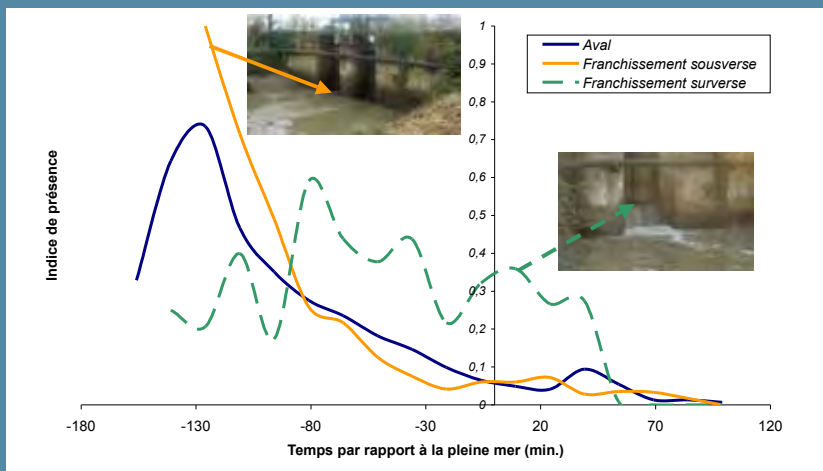 1
0,9
0,8
0,7
0,6
0,5
0,4
0,3
0,2
0,1
0
Aval
Franchissement sousverse
Franchissement surverse
Indice de présence
-180 -130 -80 -30 20 70 120
Temps par rapport à la pleine mer (min.)